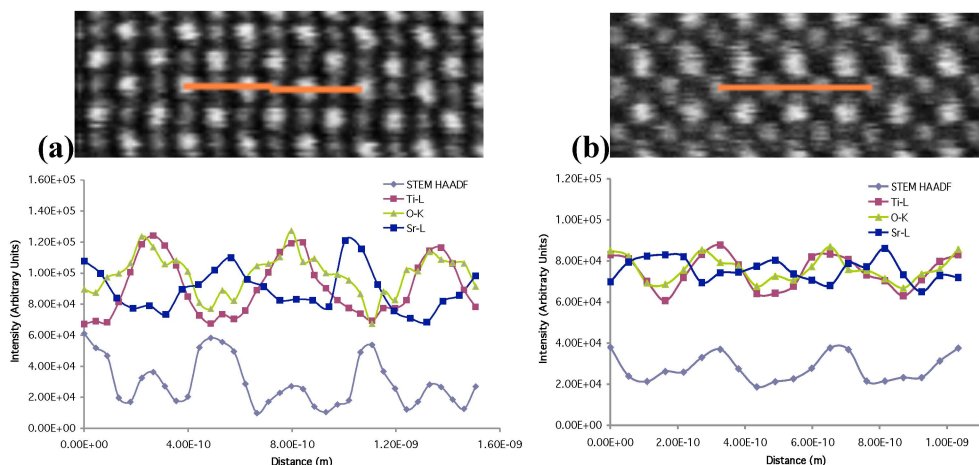 (a)
1.60E+05
1.40E+05
1.20E+05
1.00E+05
8.00E+04
6.00E+04
4.00E+04
2.00E+04
0.00E+00
Intensity (Arbitrary Units)
STEM HAADF
Ti-L
O-K
Sr-L
0.00E+00 4.00E-10 8.00E-10 1.20E-09 1.60E-09
Distance (m)
(b)
1.20E+05
1.00E+05
8.00E+04
6.00E+04
4.00E+04
2.00E+04
0.00E+00
Intensity (Arbitrary Units)
STEM HAADF
Ti-L
O-K
Sr-L
0.00E+00 2.00E-10 4.00E-10 6.00E-10 8.00E-10 1.00E-09
Distance (m)